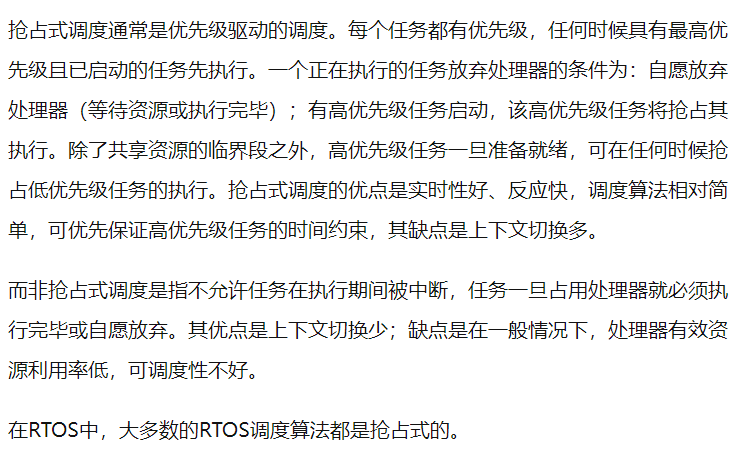 抢占式调度通常是优先级驱动的调度。每个任务都有优先级，任何时候具有最高优
先级且已启动的任务先执行。一个正在执行的任务放弃处理器的条件为：自愿放弃
处理器（等待资源或执行完毕）；有高优先级任务启动，该高优先级任务将抢占其
执行。除了共享资源的临界段之外，高优先级任务一旦准备就绪，可在任何时候抢
占低优先级任务的执行。抢占式调度的优点是实时性好、反应快，调度算法相对简
单，可优先保证高优先级任务的时间约束，其缺点是上下文切换多。
而非抢占式调度是指不允许任务在执行期间被中断，任务一旦占用处理器就必须执
行完毕或自愿放弃。其优点是上下文切换少；缺点是在一般情况下，处理器有效资
源利用率低，可调度性不好。
在RTOS中，大多数的RTOS调度算法都是抢占式的。